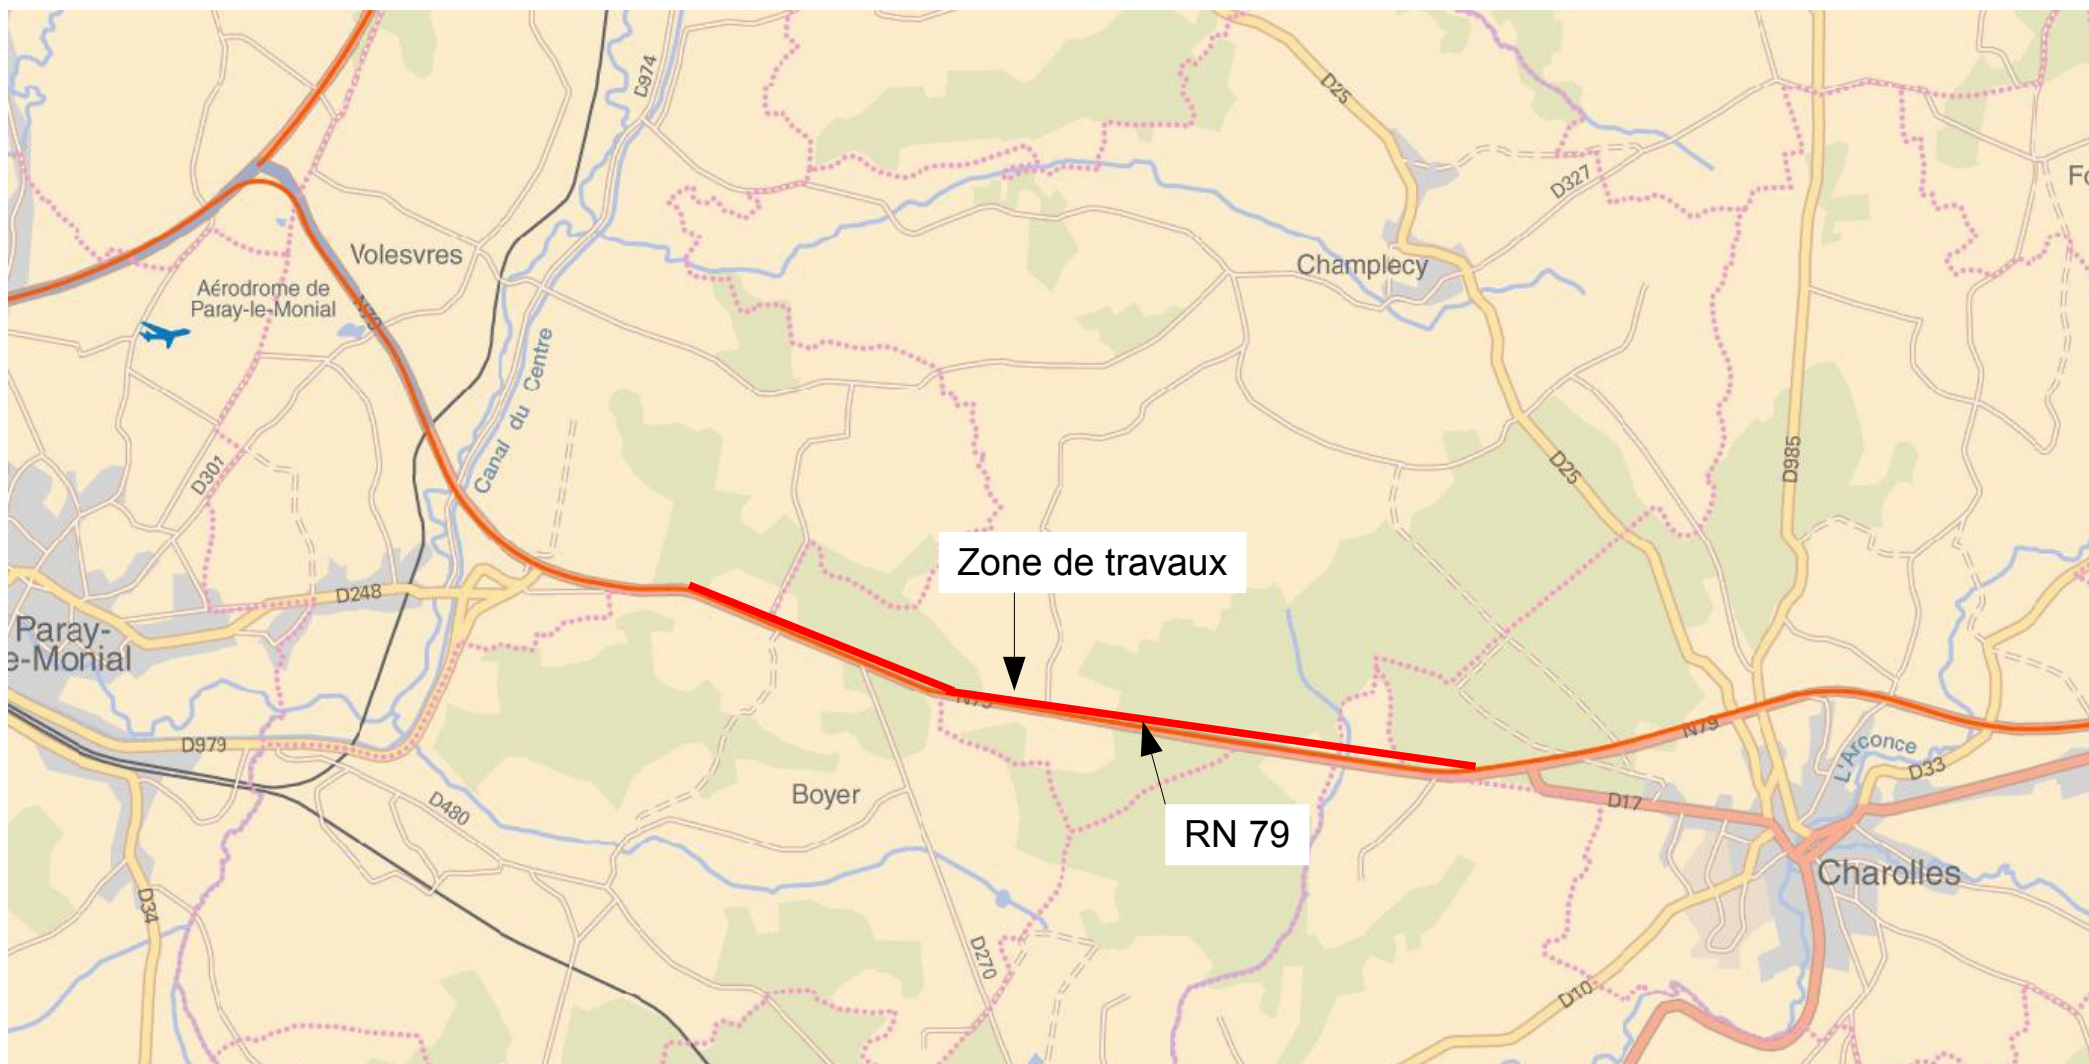 D974
D25
D327
Fo
Volesvres
Champlecy
Aérodrome de
Paray-le-Monial
N79
Canal du Centre
D301
D25
D985
Zone de travaux
D248
Paray-
e-Monial
N79
N79
L'Arconce
D979
D33
Boyer
D480
D17
RN 79
Charolles
D34
D270
D10